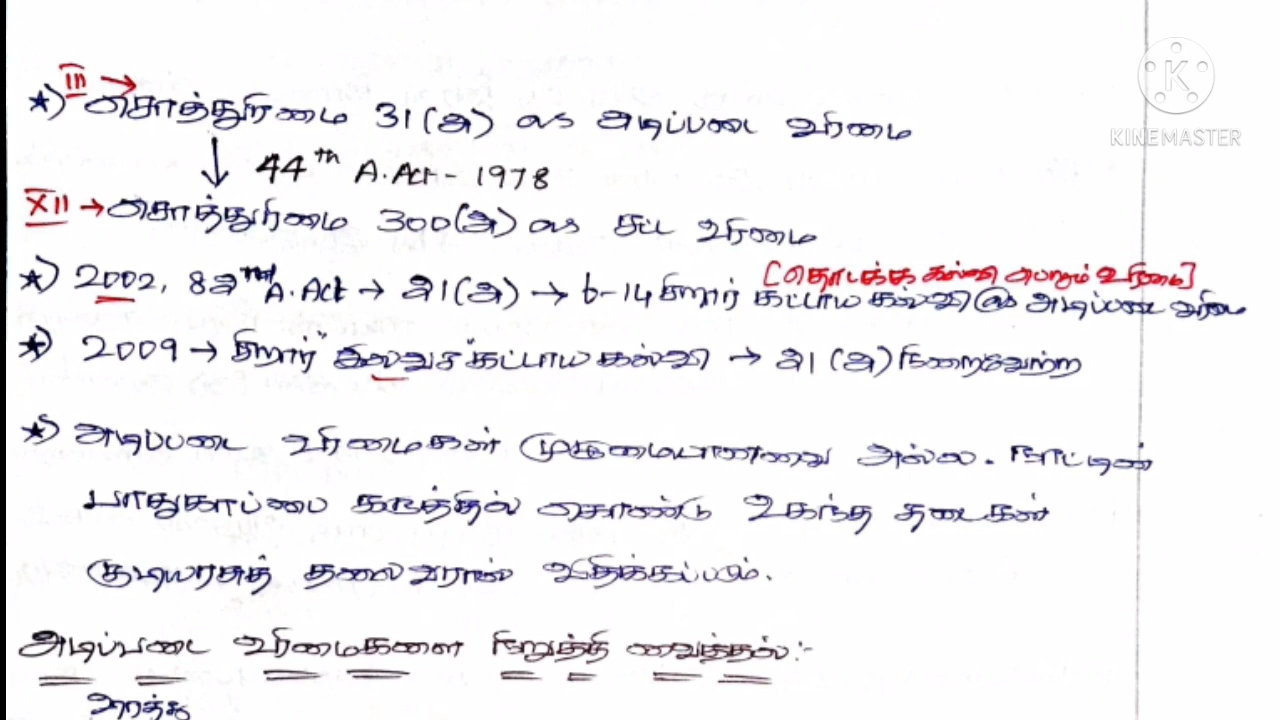 III →
★) சொத்துரிமை 31(அ) வது அடிப்படை உரிமை
↓ 44th A.Act - 1978
XII → சொத்துரிமை 300(அ) வது சட்ட உரிமை
[தொடக்க கல்வி பெறும் உரிமை]
★) 2002, 86th A.Act → 21(அ) → 6-14 சிறார் கட்டாய கல்வி அடிப்படை உரிமை
★) 2009 → சிறார் இலவச கட்டாய கல்வி → 21(அ) நிறைவேற்ற
★) அடிப்படை உரிமைகள் முழுமையானவை அல்ல. நாட்டின்
பாதுகாப்பை கருத்தில் கொண்டு உகந்த தடைகள்
குடியரசுத் தலைவரால் விதிக்கப்படும்.
அடிப்படை உரிமைகளை நிறுத்தி வைத்தல்:-
KINEMASTER